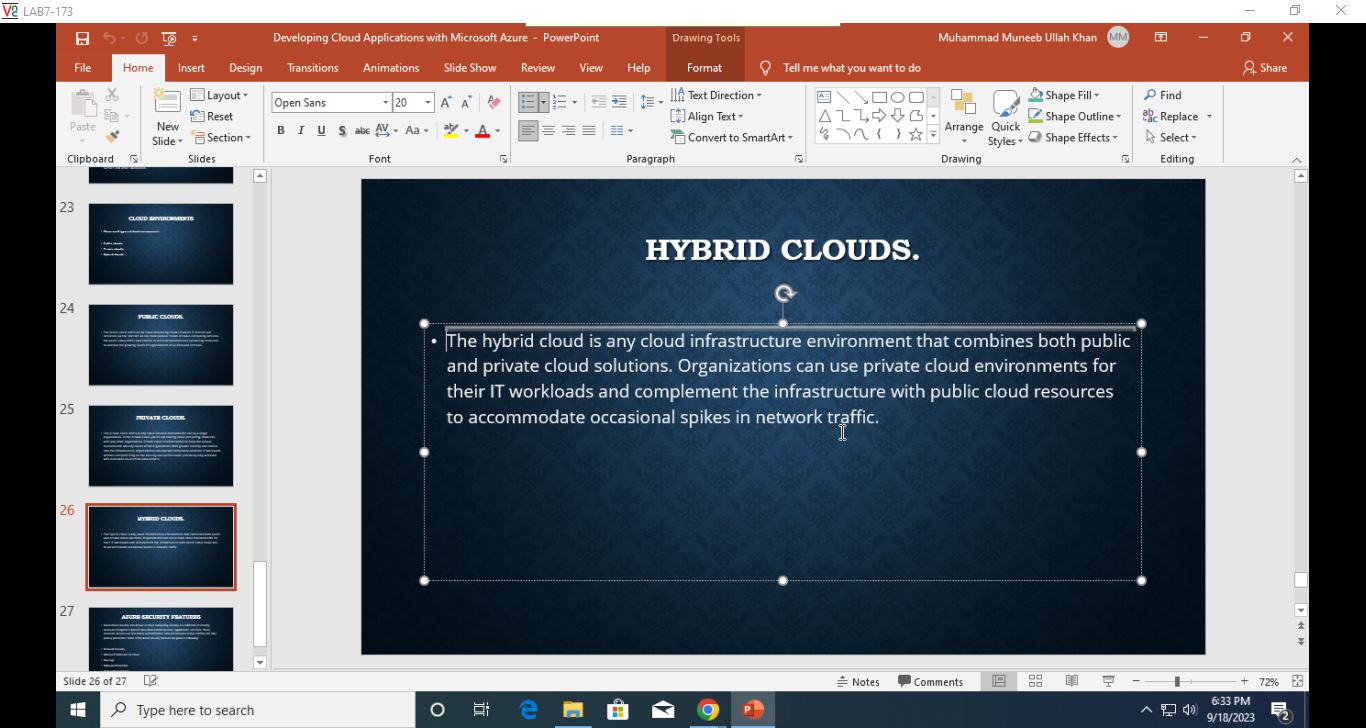 LAB7-173
Developing Cloud Applications with Microsoft Azure - PowerPoint
Drawing Tools
Muhammad Muneeb Ullah Khan
MM
File Home Insert Design Transitions Animations Slide Show Review View Help Format Tell me what you want to do Share
Paste
Clipboard
New
Slide
Layout
Reset
Section
Slides
Open Sans 20
B I U S abc AV Aa
Font
Text Direction
Align Text
Convert to SmartArt
Paragraph
Arrange
Quick
Styles
Shape Fill
Shape Outline
Shape Effects
Drawing
Find
Replace
Select
Editing
23
CLOUD ENVIRONMENTS
24
PUBLIC CLOUDS.
25
PRIVATE CLOUDS.
26
HYBRID CLOUDS.
27
AZURE SECURITY FEATURES
HYBRID CLOUDS.
• The hybrid cloud is any cloud infrastructure environment that combines both public
and private cloud solutions. Organizations can use private cloud environments for
their IT workloads and complement the infrastructure with public cloud resources
to accommodate occasional spikes in network traffic.
Slide 26 of 27
Notes Comments 72%
Type here to search
6:33 PM
9/18/2023
2